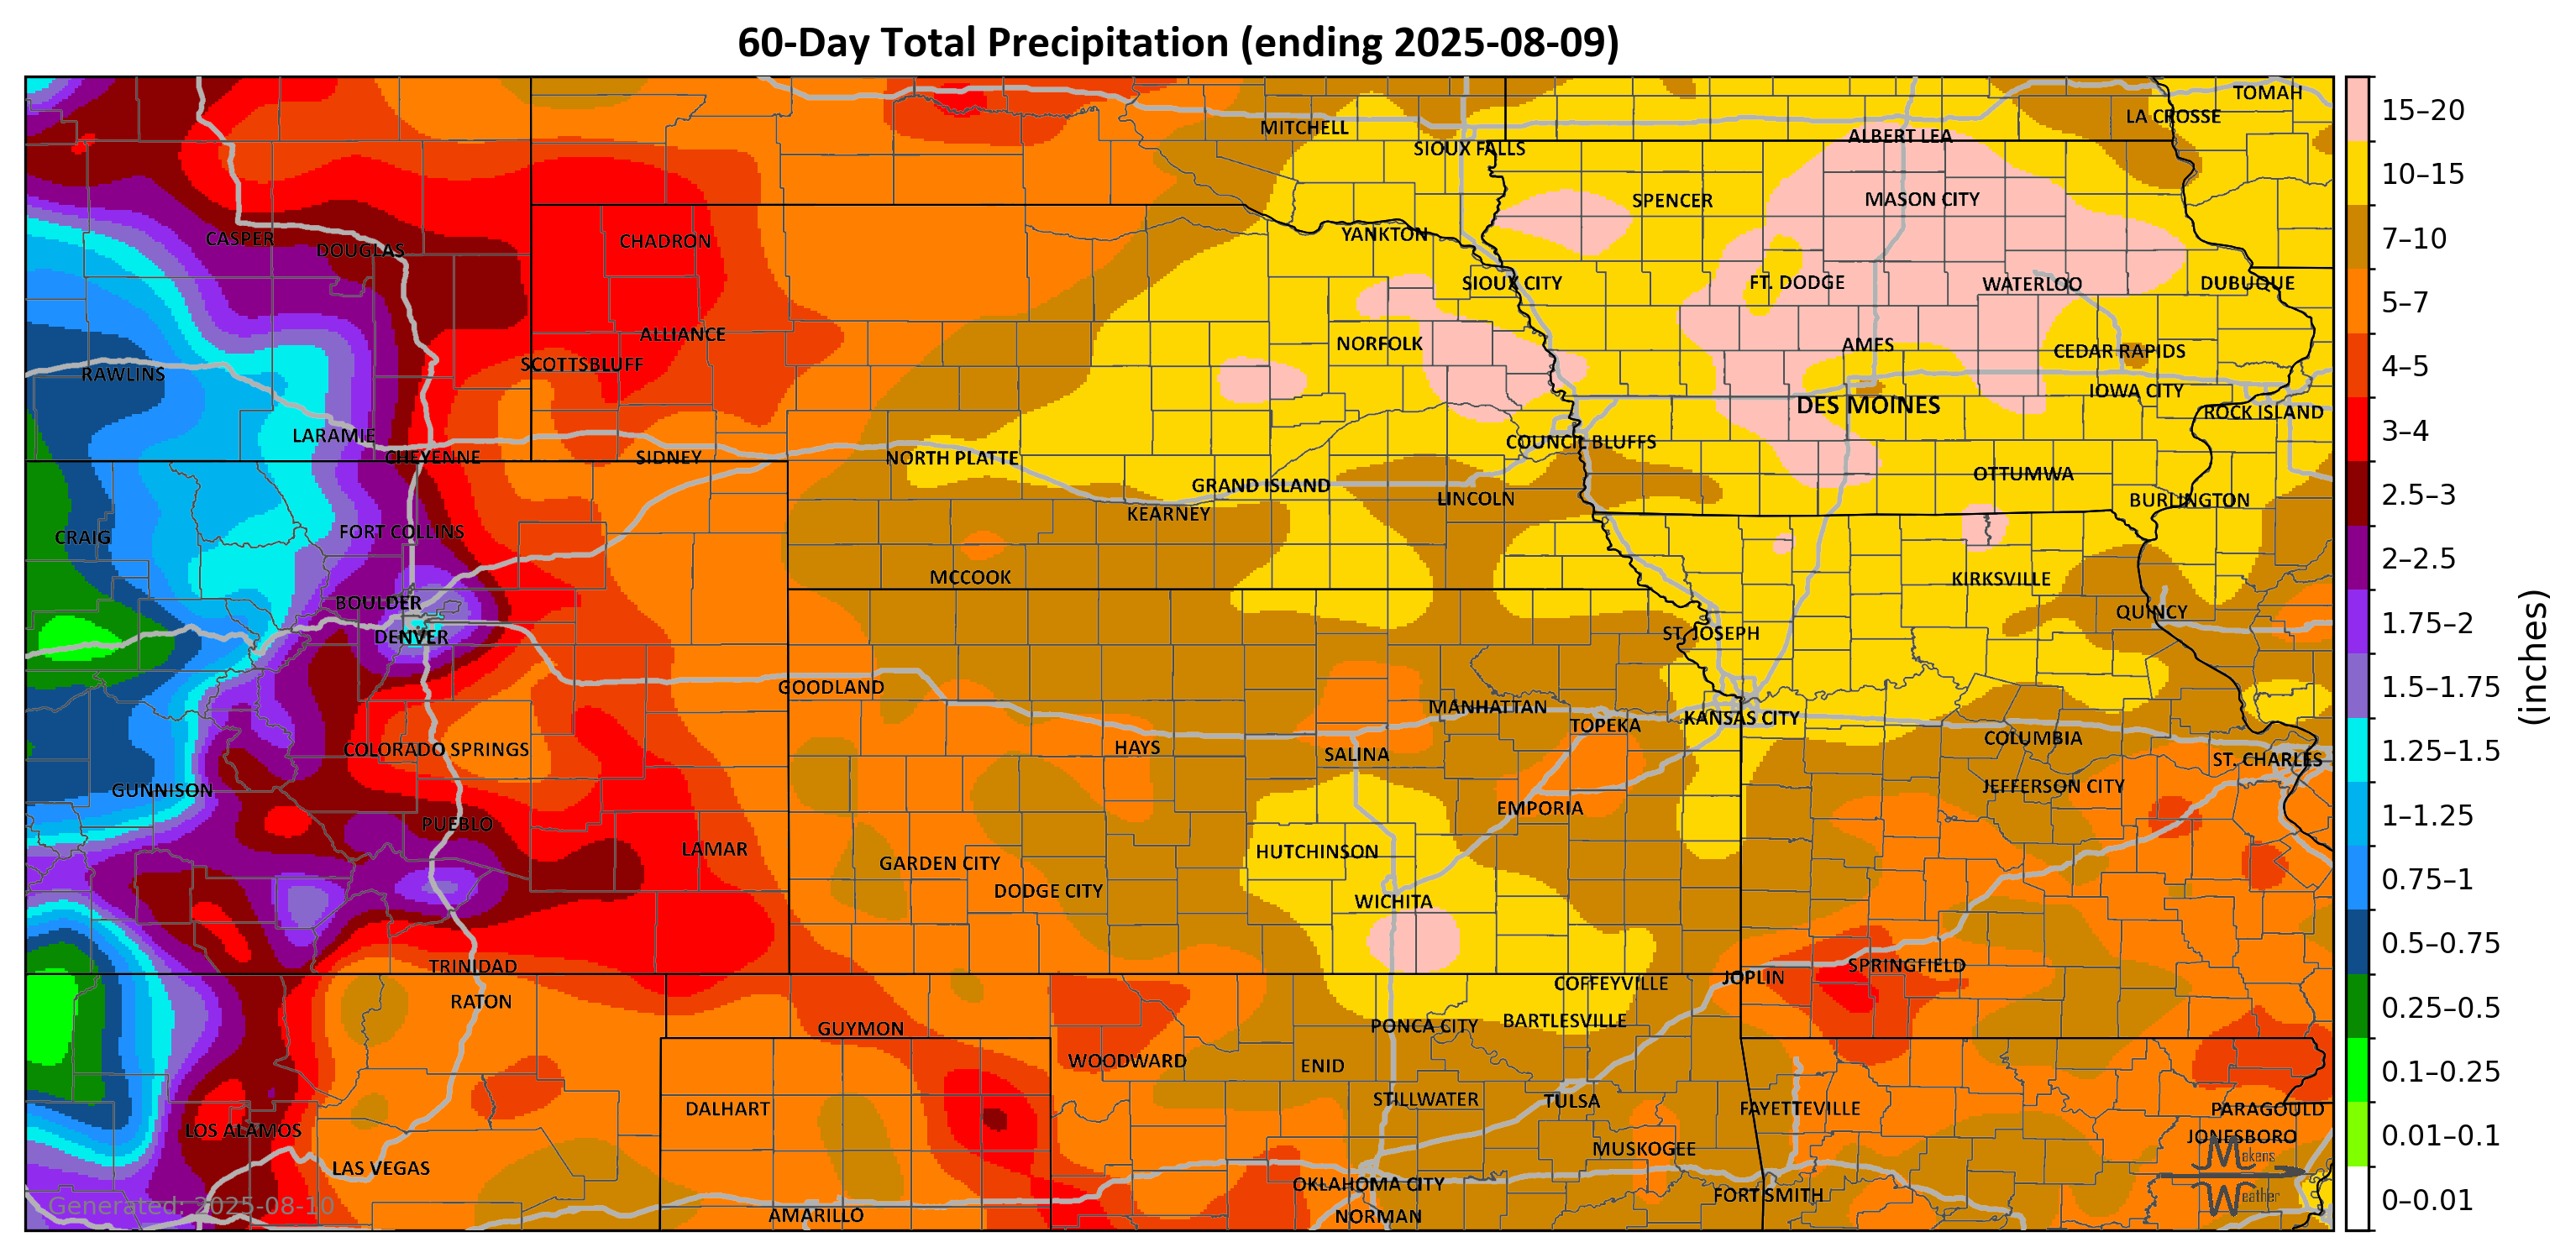 60-Day Total Precipitation (ending 2025-08-09)
TOMAH
LA CROSSE
MITCHELL
ALBERT LEA
SIOUX FALLS
SPENCER
MASON CITY
YANKTON
CASPER
CHADRON
DOUGLAS
SIOUX CITY
FT. DODGE
WATERLOO
DUBUQUE
ALLIANCE
NORFOLK
AMES
CEDAR RAPIDS
SCOTTSBLUFF
RAWLINS
IOWA CITY
DES MOINES
ROCK ISLAND
LARAMIE
COUNCIL BLUFFS
CHEYENNE
SIDNEY
NORTH PLATTE
OTTUMWA
GRAND ISLAND
LINCOLN
BURLINGTON
KEARNEY
FORT COLLINS
CRAIG
MCCOOK
KIRKSVILLE
BOULDER
QUINCY
DENVER
ST. JOSEPH
GOODLAND
MANHATTAN
KANSAS CITY
TOPEKA
COLUMBIA
COLORADO SPRINGS
HAYS
SALINA
ST. CHARLES
GUNNISON
JEFFERSON CITY
EMPORIA
PUEBLO
LAMAR
HUTCHINSON
GARDEN CITY
DODGE CITY
WICHITA
TRINIDAD
SPRINGFIELD
JOPLIN
COFFEYVILLE
RATON
BARTLESVILLE
PONCA CITY
GUYMON
WOODWARD
ENID
STILLWATER
TULSA
DALHART
FAYETTEVILLE
PARAGOULD
LOS ALAMOS
JONESBORO
MUSKOGEE
LAS VEGAS
OKLAHOMA CITY
FORT SMITH
AMARILLO
NORMAN
Generated: 2025-08-10
Makens
Weather
15–20
10–15
7–10
5–7
4–5
3–4
2.5–3
2–2.5
1.75–2
1.5–1.75
1.25–1.5
1–1.25
0.75–1
0.5–0.75
0.25–0.5
0.1–0.25
0.01–0.1
0–0.01
(inches)